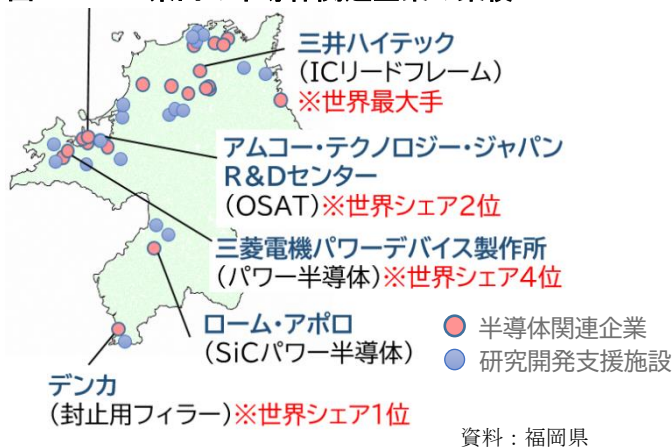 三井ハイテック
（ICリードフレーム）
※世界最大手
アムコー・テクノロジー・ジャパン
R&Dセンター
（OSAT）※世界シェア2位
三菱電機パワーデバイス製作所
（パワー半導体）※世界シェア4位
ローム・アポロ
（SiCパワー半導体）
デンカ
（封止用フィラー）※世界シェア1位
半導体関連企業
研究開発支援施設
資料：福岡県